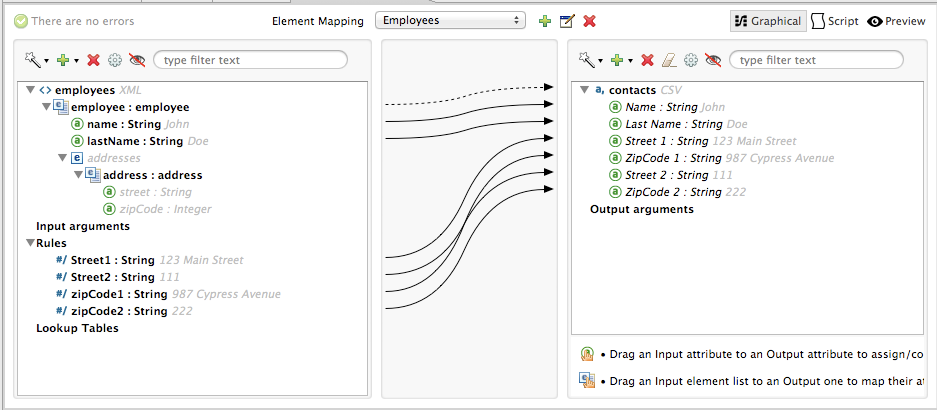 There are no errors
Element Mapping
Employees
Graphical
Script
Preview
type filter text
employees XML
employee : employee
name : String John
lastName : String Doe
addresses
address : address
street : String
zipCode : Integer
Input arguments
Rules
Street1 : String 123 Main Street
Street2 : String 111
zipCode1 : String 987 Cypress Avenue
zipCode2 : String 222
Lookup Tables
type filter text
contacts CSV
Name : String John
Last Name : String Doe
Street 1 : String 123 Main Street
ZipCode 1 : String 987 Cypress Avenue
Street 2 : String 111
ZipCode 2 : String 222
Output arguments
• Drag an Input attribute to an Output attribute to assign/co
• Drag an Input element list to an Output one to map their at